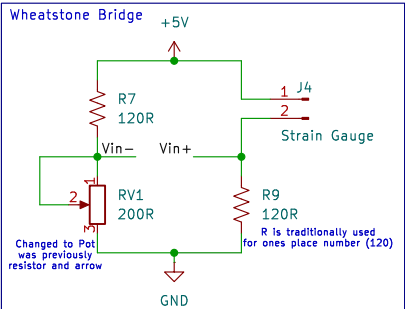 Wheatstone Bridge
+5V
J4
1
2
Strain Gauge
R7
120R
Vin-
Vin+
1
2
3
RV1
200R
R9
120R
Changed to Pot
was previously
resistor and arrow
R is traditionally used
for ones place number (120)
GND